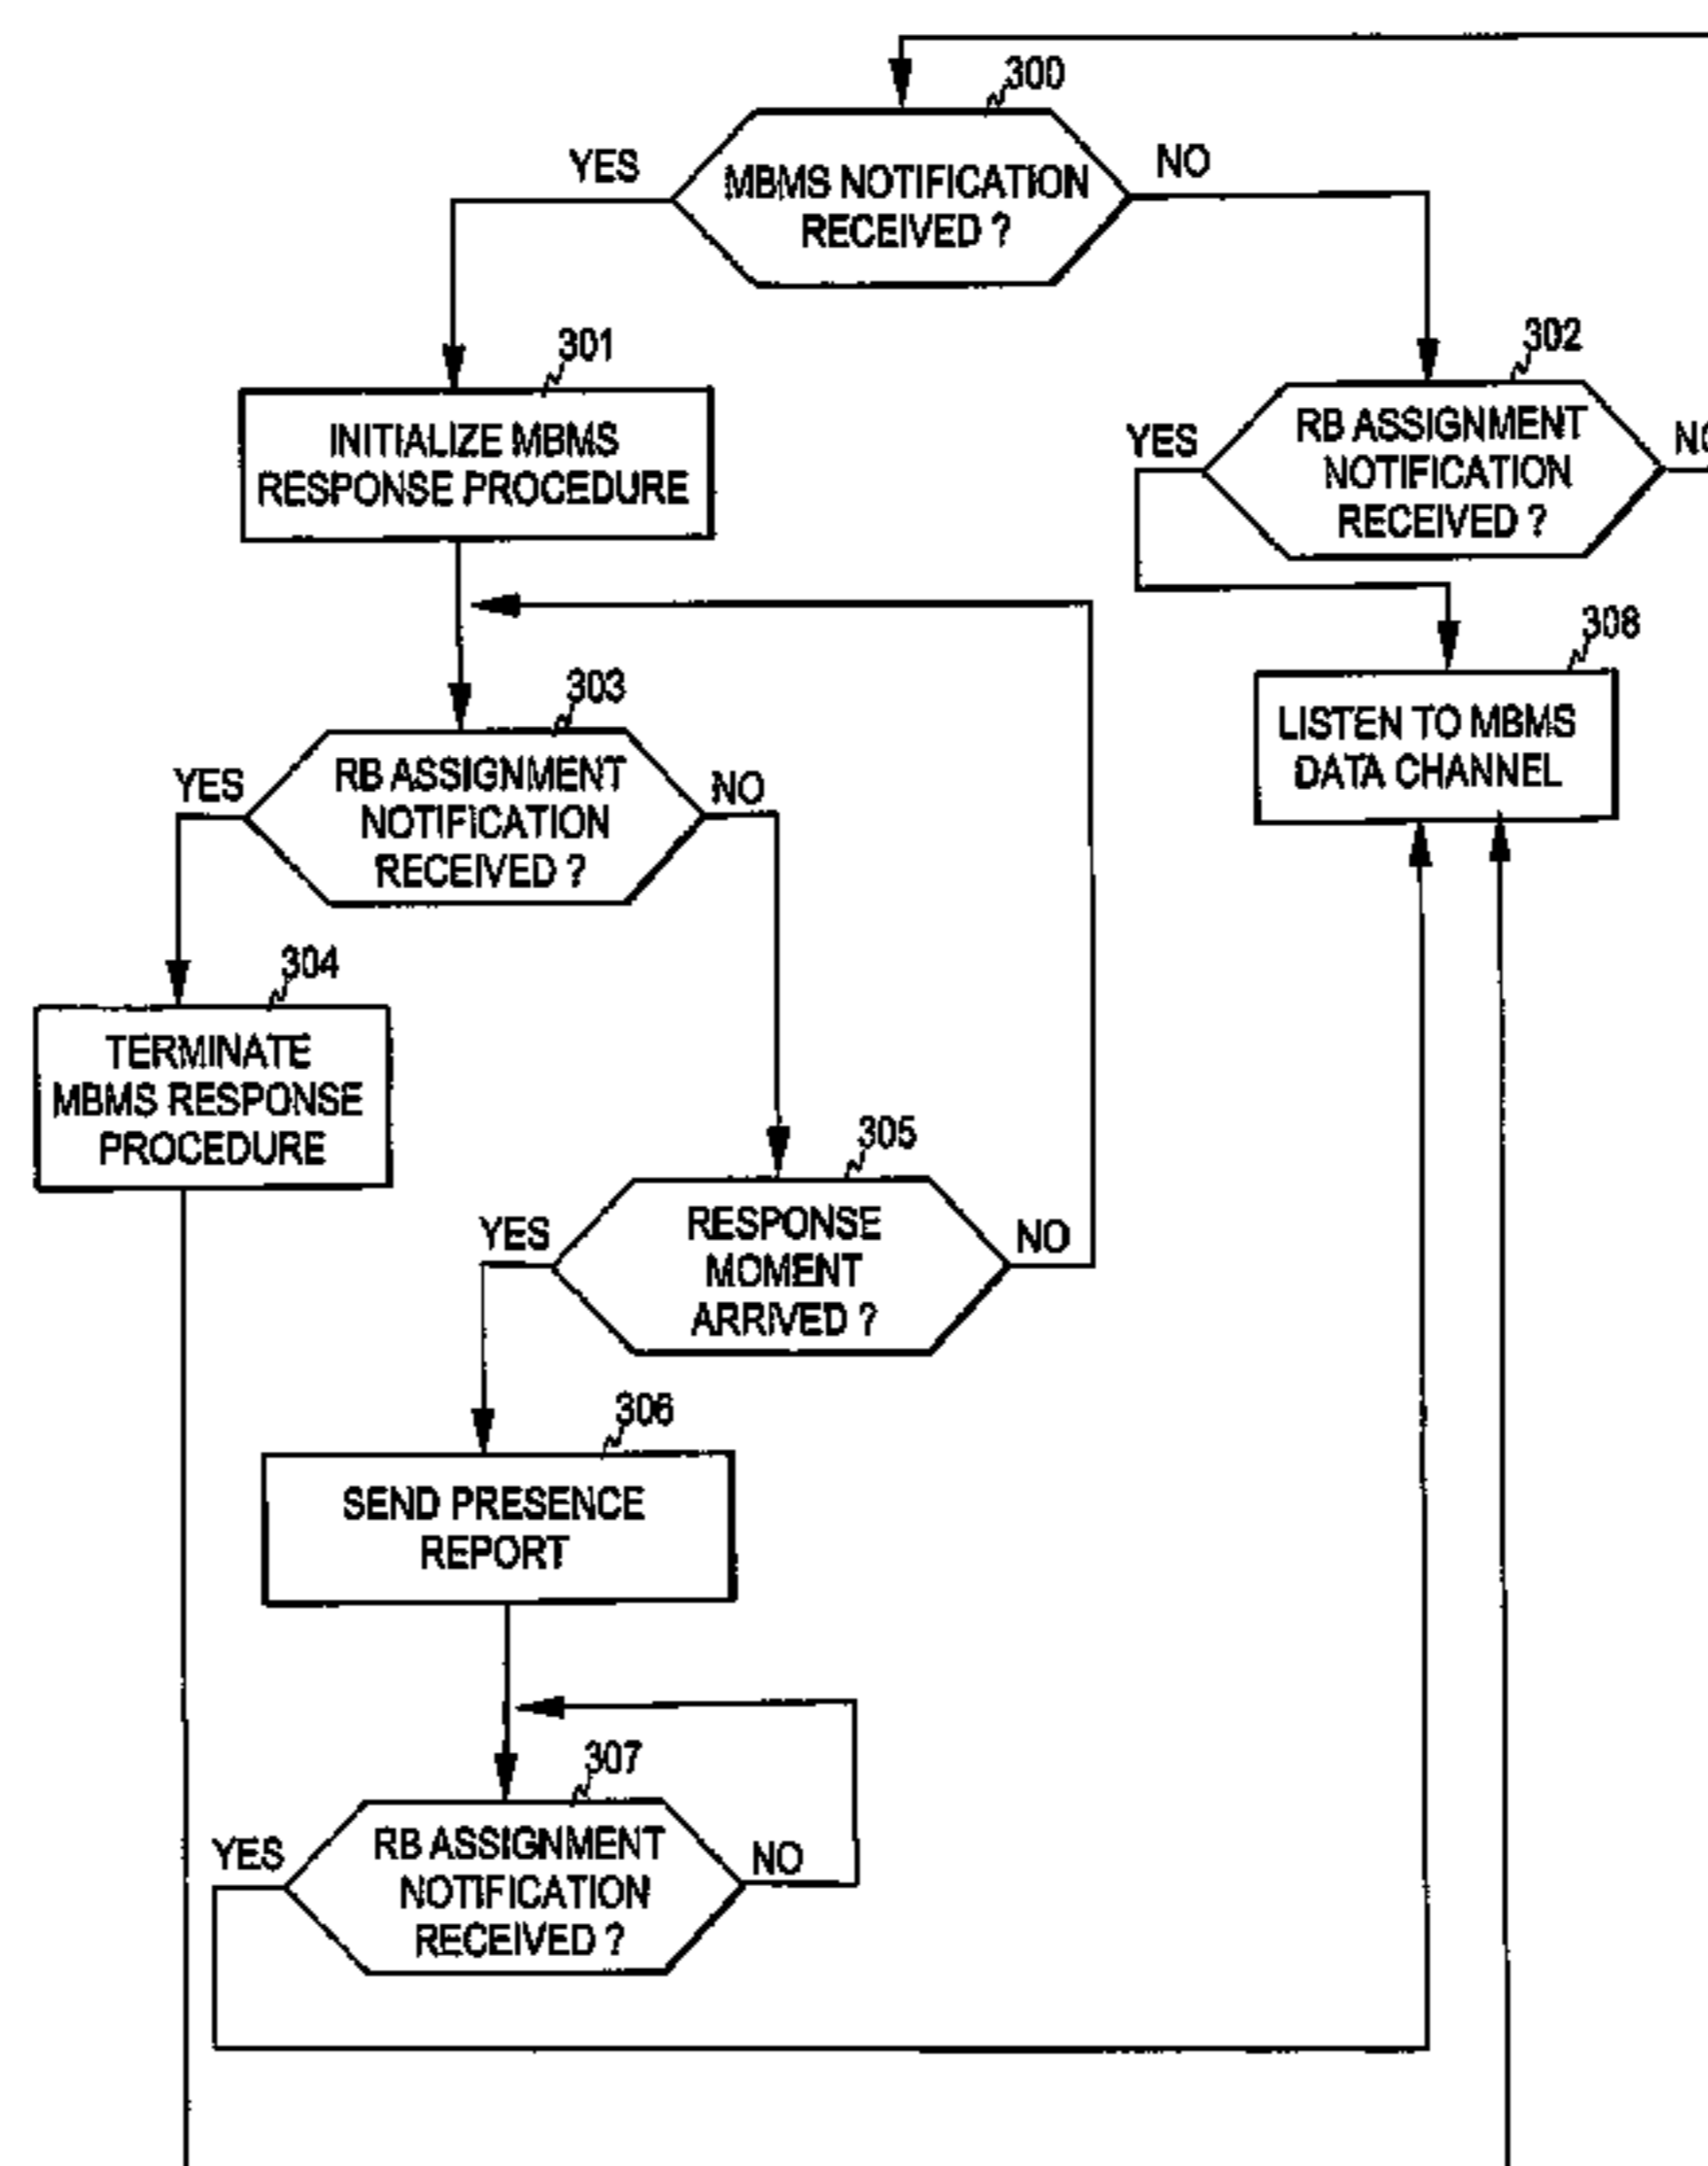 300
YES
NO
MBMS NOTIFICATION
RECEIVED ?
301
INITIALIZE MBMS
RESPONSE PROCEDURE
302
YES
RB ASSIGNMENT
NOTIFICATION
RECEIVED ?
NO
303
YES
RB ASSIGNMENT
NOTIFICATION
RECEIVED ?
NO
308
LISTEN TO MBMS
DATA CHANNEL
304
TERMINATE
MBMS RESPONSE
PROCEDURE
305
YES
RESPONSE
MOMENT
ARRIVED ?
NO
306
SEND PRESENCE
REPORT
307
YES
RB ASSIGNMENT
NOTIFICATION
RECEIVED ?
NO